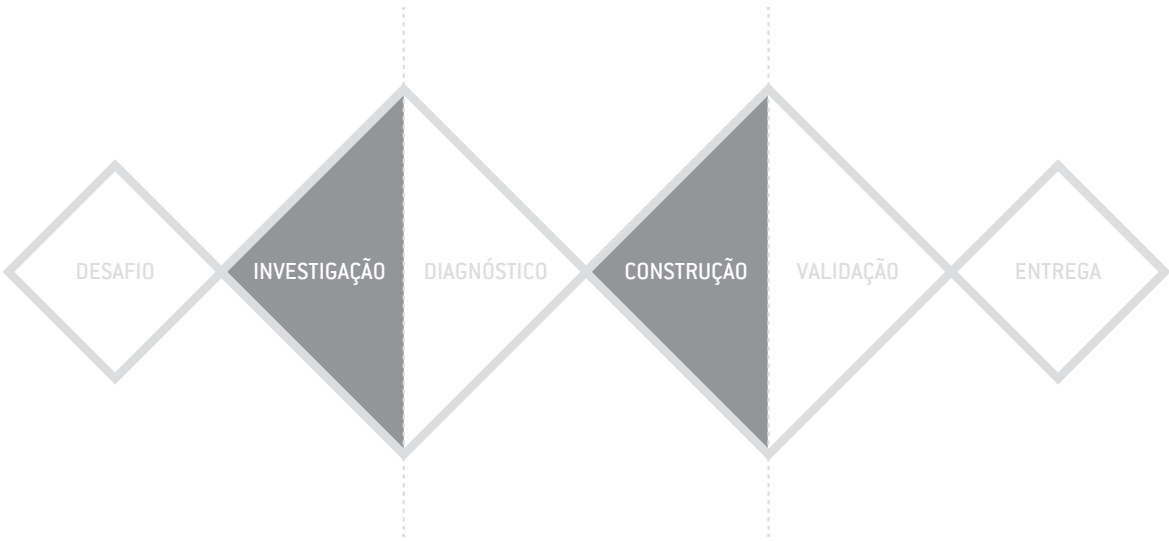 DESAFIO
INVESTIGAÇÃO
DIAGNÓSTICO
CONSTRUÇÃO
VALIDAÇÃO
ENTREGA